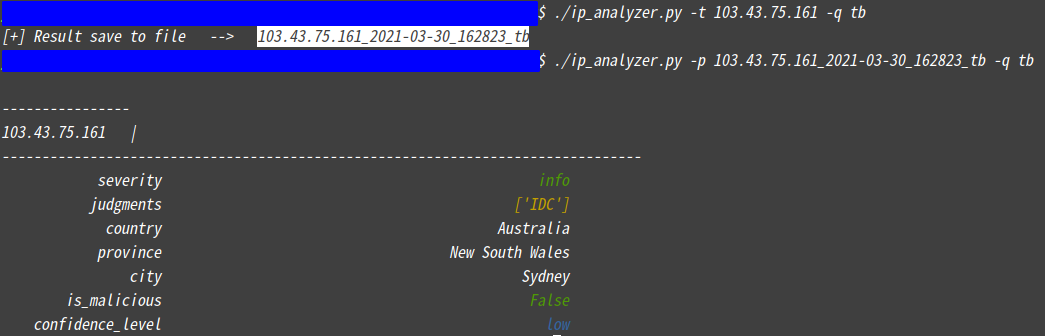 $ ./ip_analyzer.py -t 103.43.75.161 -q tb
[+] Result save to file   -->   103.43.75.161_2021-03-30_162823_tb
$ ./ip_analyzer.py -p 103.43.75.161_2021-03-30_162823_tb -q tb
----------------
103.43.75.161   |
--------------------------------------------------------------------------------
severity info
judgments ['IDC']
country Australia
province New South Wales
city Sydney
is_malicious False
confidence_level low